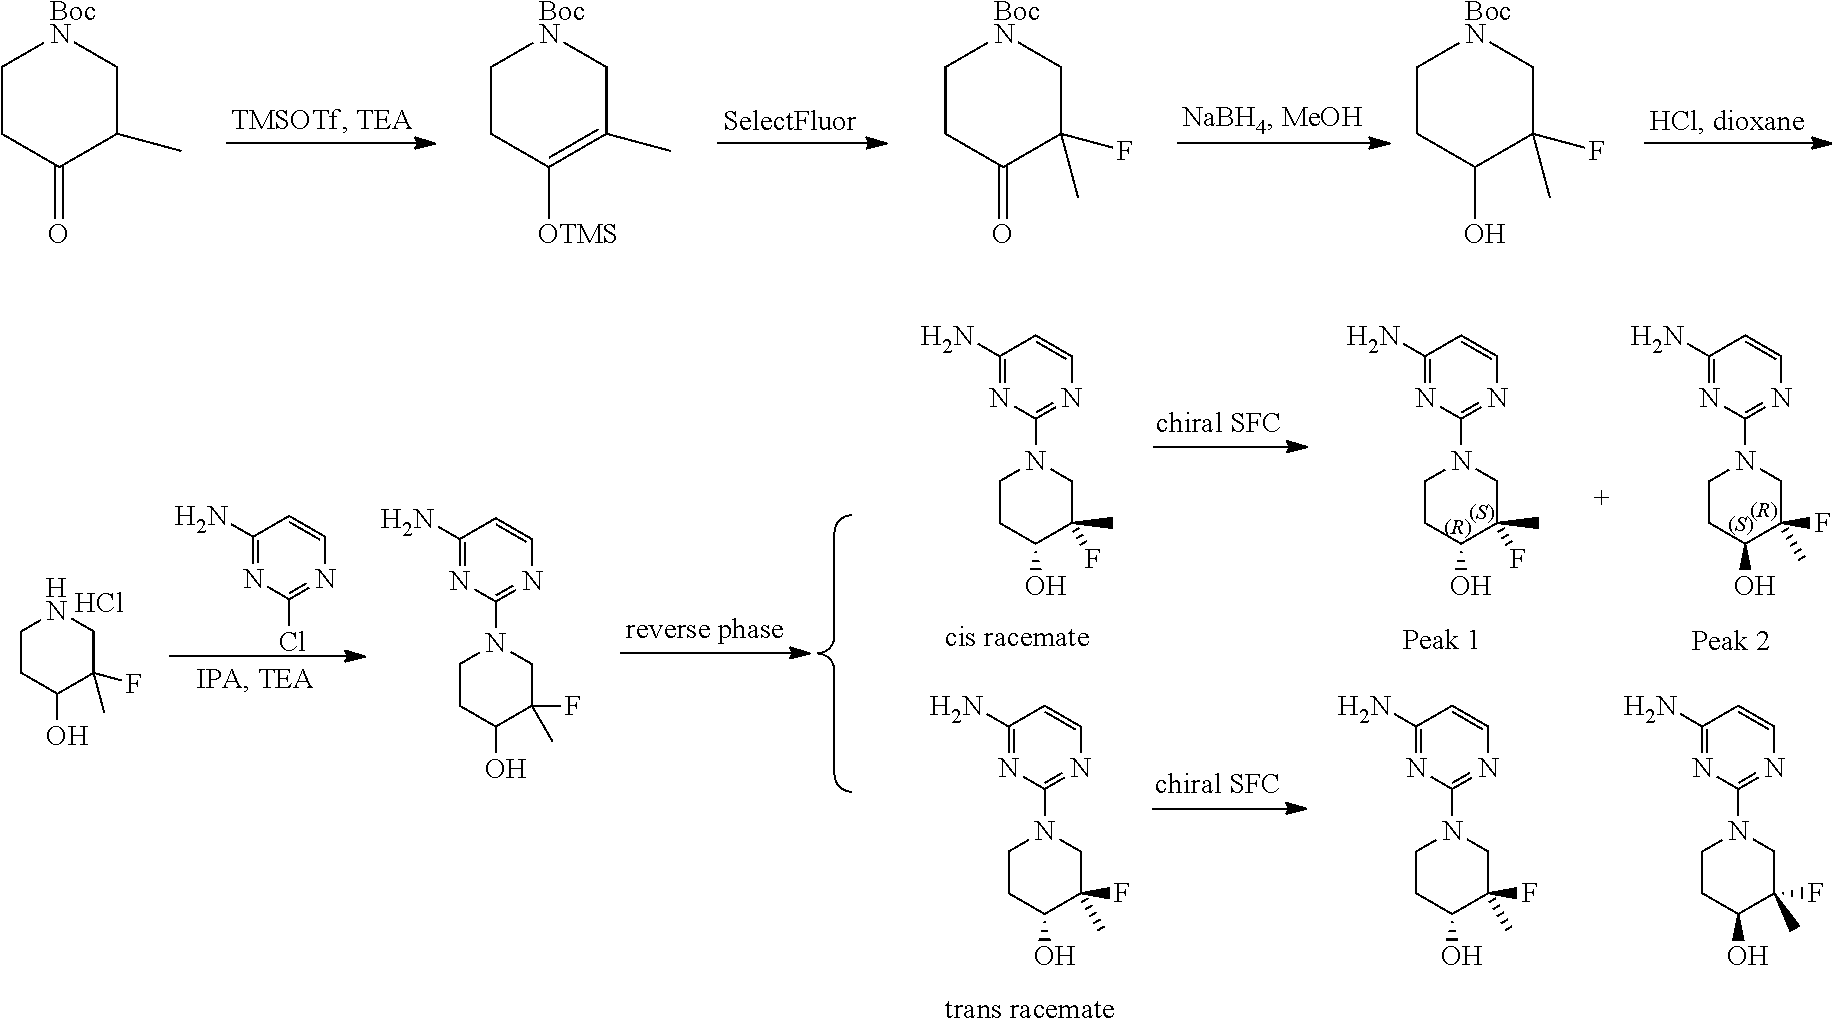 Boc
N
O
TMSOTf, TEA
Boc
N
OTMS
SelectFluor
Boc
N
F
O
NaBH4, MeOH
Boc
N
F
OH
HCl, dioxane
H
N
HCl
F
OH
H2N
N
N
Cl
IPA, TEA
H2N
N
N
N
F
OH
reverse phase
H2N
N
N
N
F
OH
cis racemate
chiral SFC
H2N
N
N
N
(R)
(S)
F
OH
Peak 1
+
H2N
N
N
N
(S)
(R)
F
OH
Peak 2
H2N
N
N
N
F
OH
trans racemate
chiral SFC
H2N
N
N
N
F
OH
H2N
N
N
N
F
OH